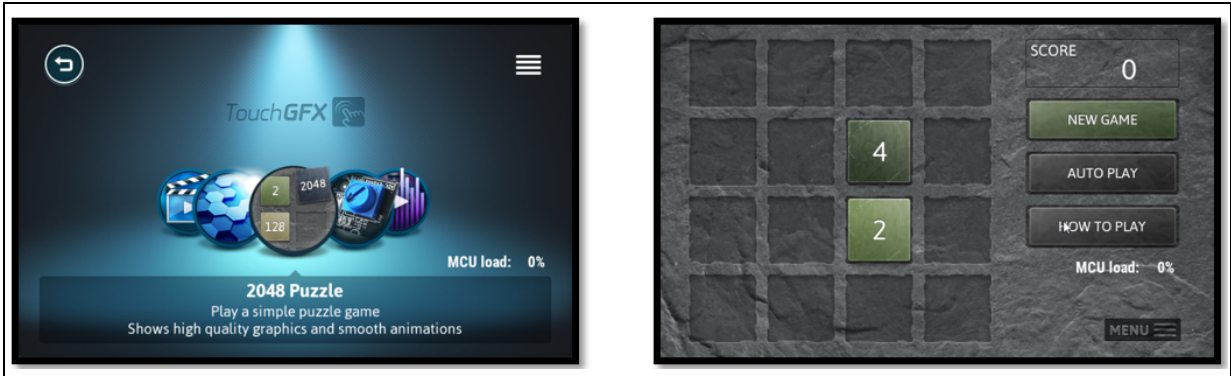 TouchGFX
2
2048
128
MCU load: 0%
2048 Puzzle
Play a simple puzzle game
Shows high quality graphics and smooth animations
SCORE
0
NEW GAME
4
AUTO PLAY
2
HOW TO PLAY
MCU load: 0%
MENU